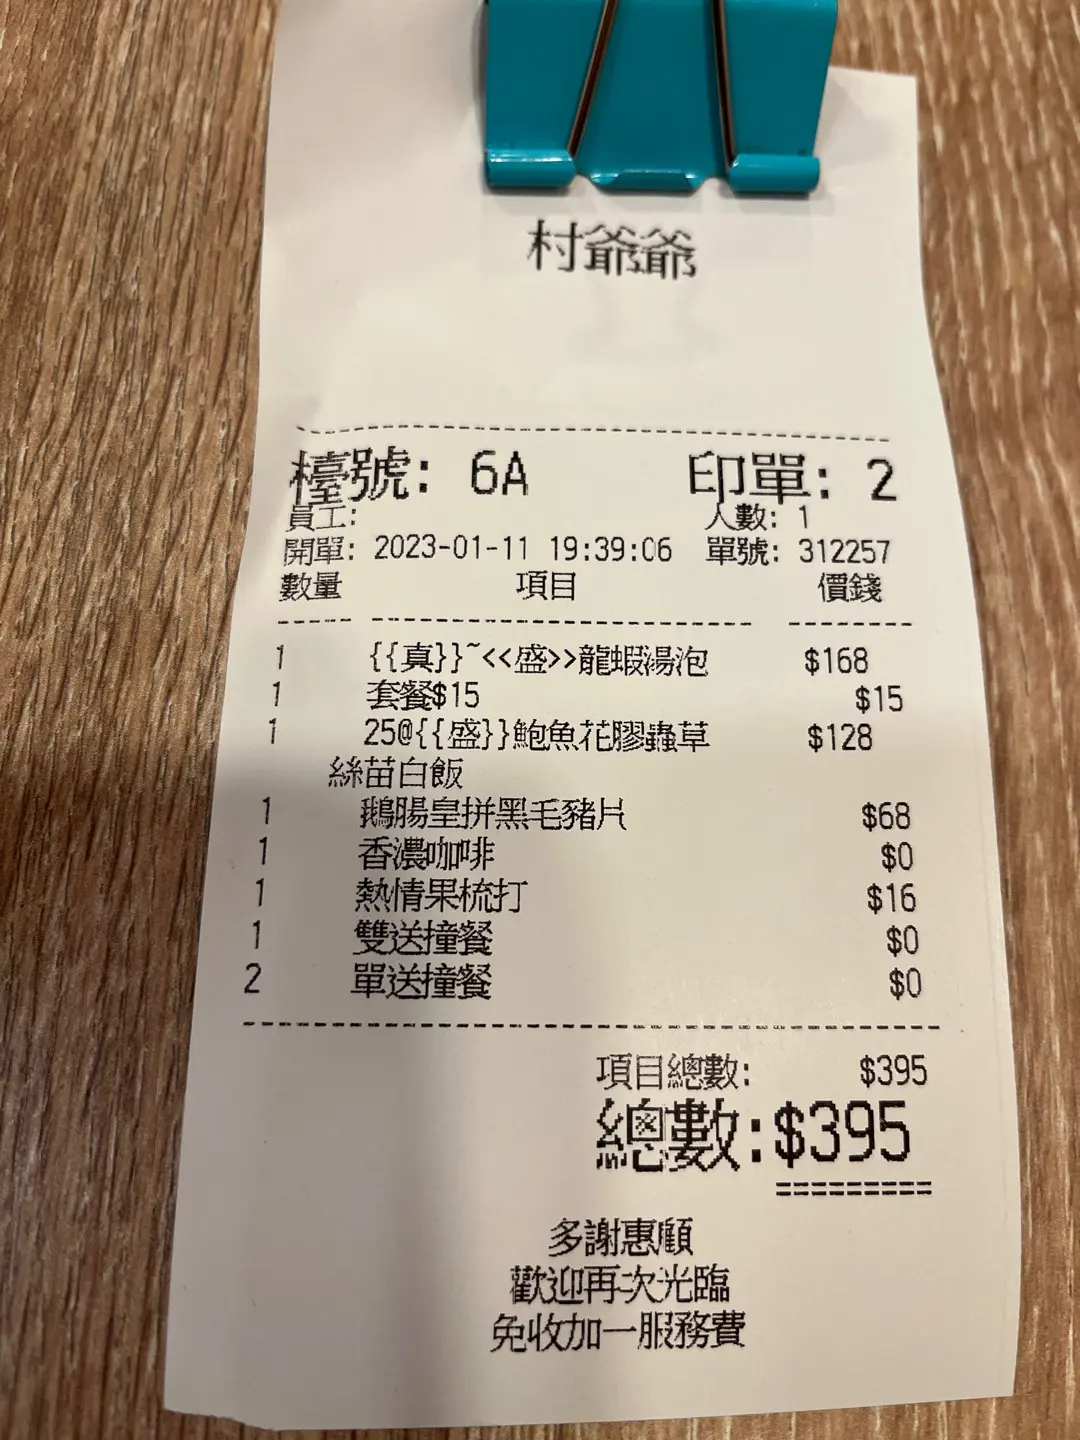 村爺爺
檯號: 6A 印單: 2
員工: 人數: 1
開單: 2023-01-11 19:39:06 單號: 312257
數量 項目 價錢
1 {{真}}~<<盛>>龍蝦湯泡 $168
1 套餐$15 $15
1 25@{{盛}}鮑魚花膠蟲草 $128
絲苗白飯
1 鵝腸皇拼黑毛豬片 $68
1 香濃咖啡 $0
1 熱情果梳打 $16
1 雙送撞餐 $0
2 單送撞餐 $0
項目總數: $395
總數:$395
=========
多謝惠顧
歡迎再次光臨
免收加一服務費